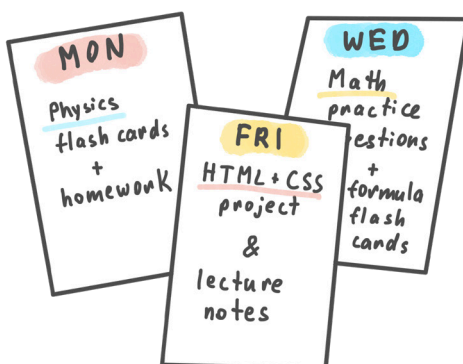 MON
Physics
flash cards
+
homework
WED
Math
practice
+
formula
flash
cards
FRI
HTML + CSS
project
&
lecture
notes